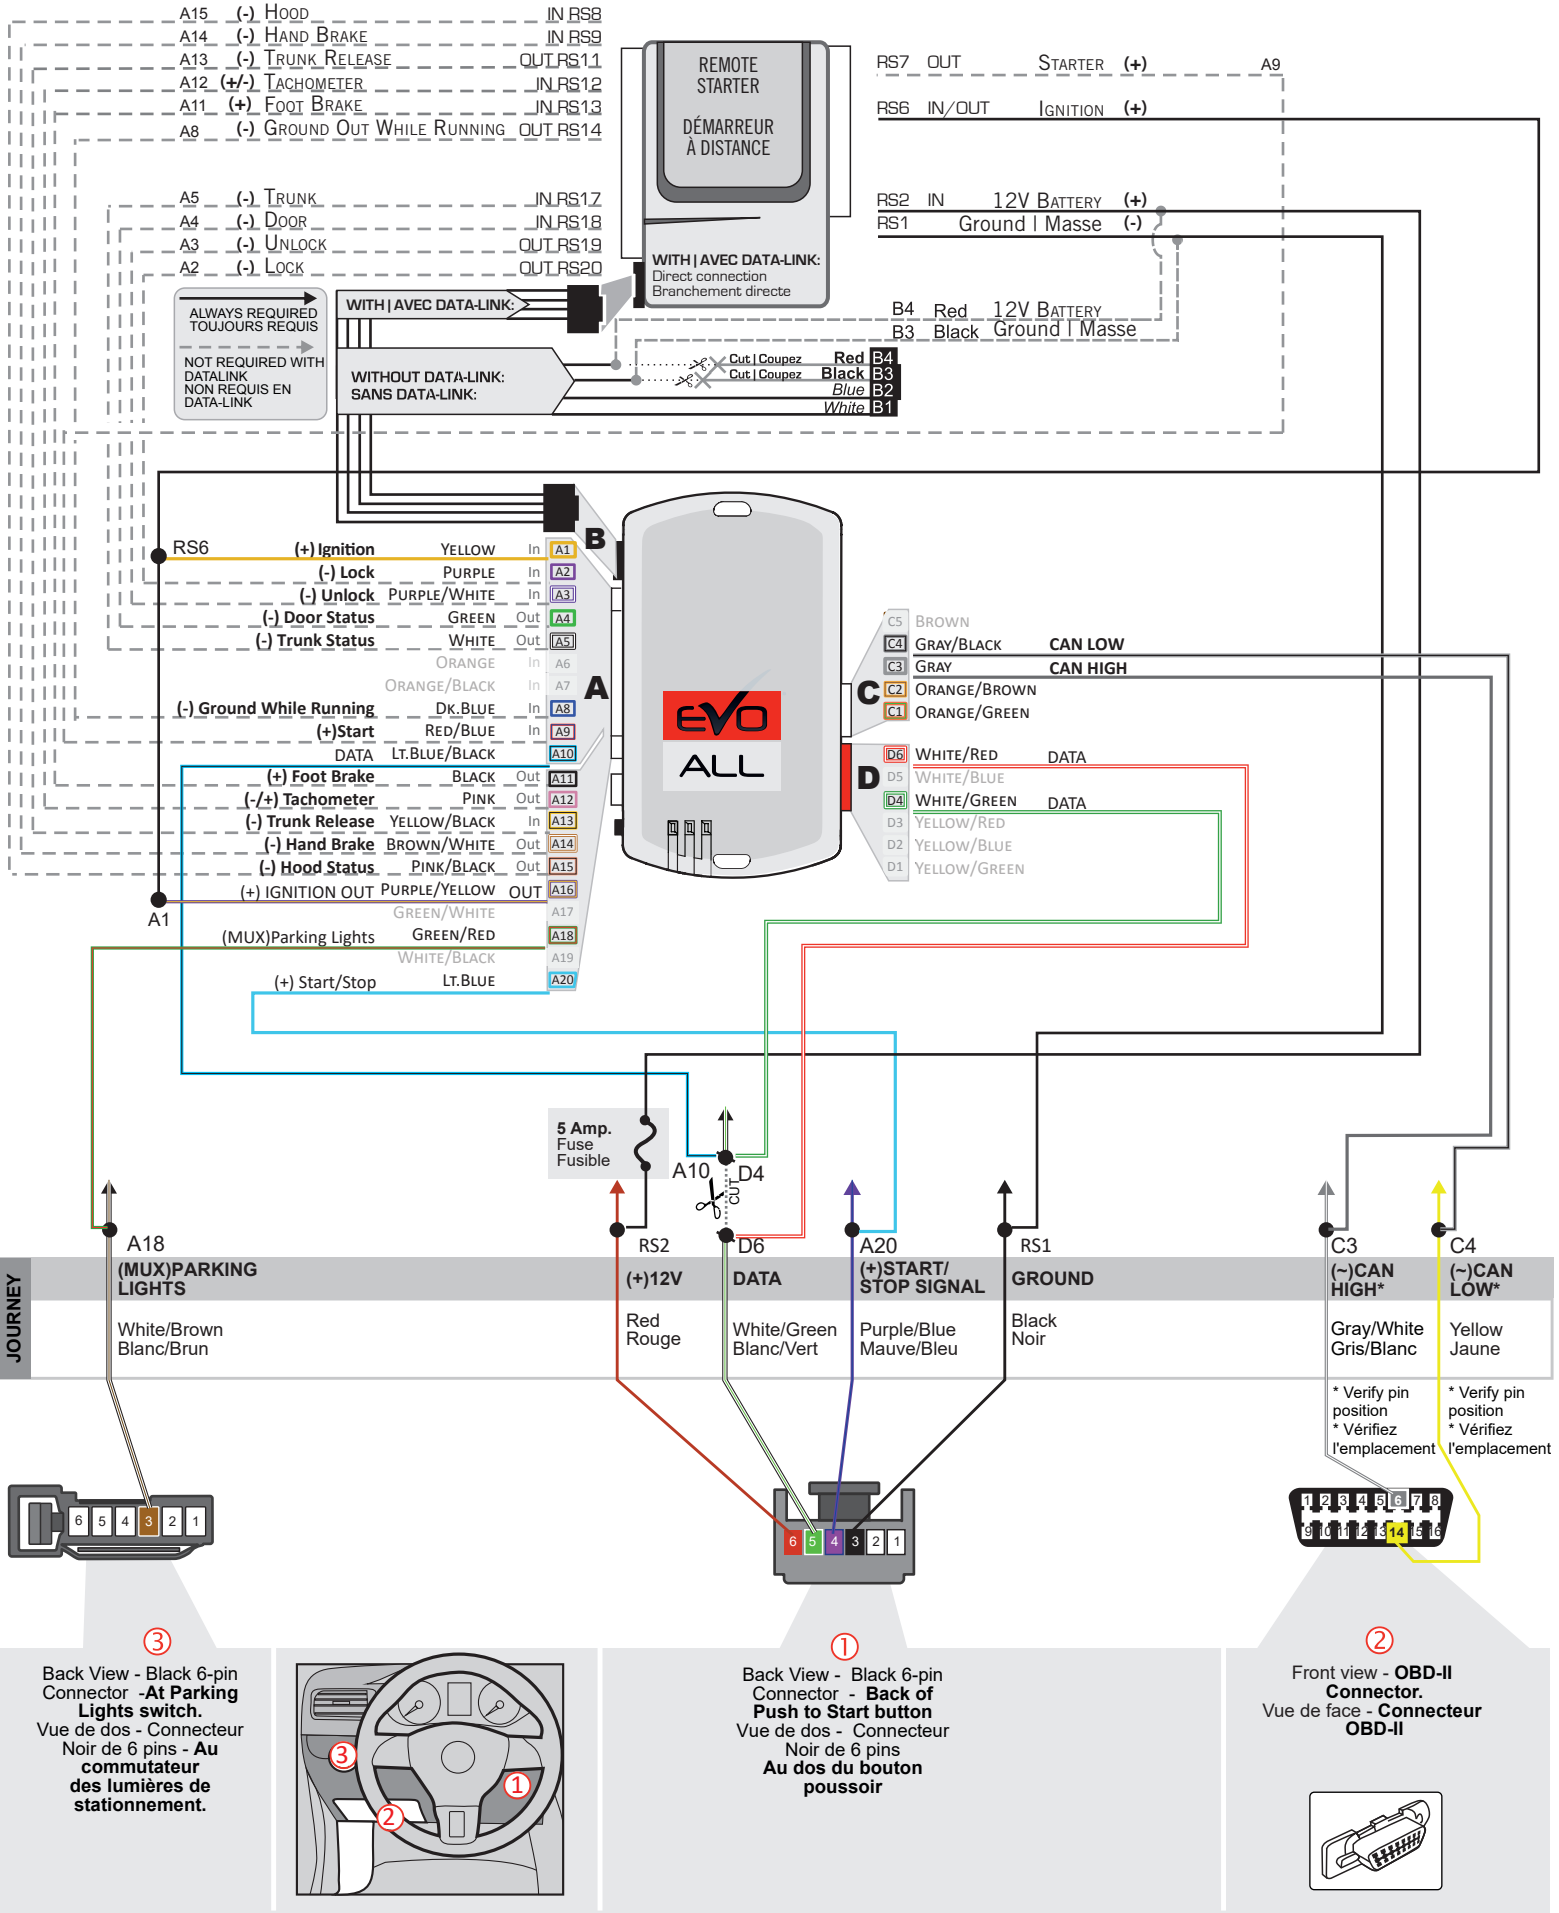 A15 (-) HOOD IN RS8
A14 (-) HAND BRAKE IN RS9
A13 (-) TRUNK RELEASE OUT RS11
A12 (+/-) TACHOMETER IN RS12
A11 (+) FOOT BRAKE IN RS13
A8 (-) GROUND OUT WHILE RUNNING OUT RS14
A5 (-) TRUNK IN RS17
A4 (-) DOOR IN RS18
A3 (-) UNLOCK OUT RS19
A2 (-) LOCK OUT RS20
REMOTE
STARTER
DÉMARREUR
À DISTANCE
WITH | AVEC DATA-LINK:
Direct connection
Branchement directe
RS7 OUT STARTER (+) A9
RS6 IN/OUT IGNITION (+)
RS2 IN 12V BATTERY (+)
RS1 Ground | Masse (-)
B4 Red 12V BATTERY
B3 Black Ground | Masse
ALWAYS REQUIRED
TOUJOURS REQUIS
NOT REQUIRED WITH
DATALINK
NON REQUIS EN
DATA-LINK
WITH | AVEC DATA-LINK:
WITHOUT DATA-LINK:
SANS DATA-LINK:
Cut | Coupez Red B4
Cut | Coupez Black B3
Blue B2
White B1
RS6
B
A
(+) Ignition YELLOW In A1
(-) Lock PURPLE In A2
(-) Unlock PURPLE/WHITE In A3
(-) Door Status GREEN Out A4
(-) Trunk Status WHITE Out A5
ORANGE In A6
ORANGE/BLACK In A7
(-) Ground While Running DK.BLUE In A8
(+)Start RED/BLUE In A9
DATA LT.BLUE/BLACK A10
(+) Foot Brake BLACK Out A11
(-/+) Tachometer PINK Out A12
(-) Trunk Release YELLOW/BLACK In A13
(-) Hand Brake BROWN/WHITE Out A14
(-) Hood Status PINK/BLACK Out A15
(+) IGNITION OUT PURPLE/YELLOW OUT A16
A1
GREEN/WHITE A17
(MUX)Parking Lights GREEN/RED A18
WHITE/BLACK A19
(+) Start/Stop LT.BLUE A20
EVO
ALL
C
C5 BROWN
C4 GRAY/BLACK CAN LOW
C3 GRAY CAN HIGH
C2 ORANGE/BROWN
C1 ORANGE/GREEN
D
D6 WHITE/RED DATA
D5 WHITE/BLUE
D4 WHITE/GREEN DATA
D3 YELLOW/RED
D2 YELLOW/BLUE
D1 YELLOW/GREEN
5 Amp.
Fuse
Fusible
A10 D4
CUT
A18 RS2 D6 A20 RS1 C3 C4
JOURNEY
(MUX)PARKING
LIGHTS
White/Brown
Blanc/Brun
(+)12V
Red
Rouge
DATA
White/Green
Blanc/Vert
(+)START/
STOP SIGNAL
Purple/Blue
Mauve/Bleu
GROUND
Black
Noir
(~)CAN
HIGH*
Gray/White
Gris/Blanc
(~)CAN
LOW*
Yellow
Jaune
* Verify pin
position
* Vérifiez
l'emplacement
* Verify pin
position
* Vérifiez
l'emplacement
6 5 4 3 2 1
6 5 4 3 2 1
1 2 3 4 5 6 7 8
9 10 11 12 13 14 15 16
3
Back View - Black 6-pin
Connector -At Parking
Lights switch.
Vue de dos - Connecteur
Noir de 6 pins - Au
commutateur
des lumières de
stationnement.
3
1
2
1
Back View - Black 6-pin
Connector - Back of
Push to Start button
Vue de dos - Connecteur
Noir de 6 pins
Au dos du bouton
poussoir
2
Front view - OBD-II
Connector.
Vue de face - Connecteur
OBD-II